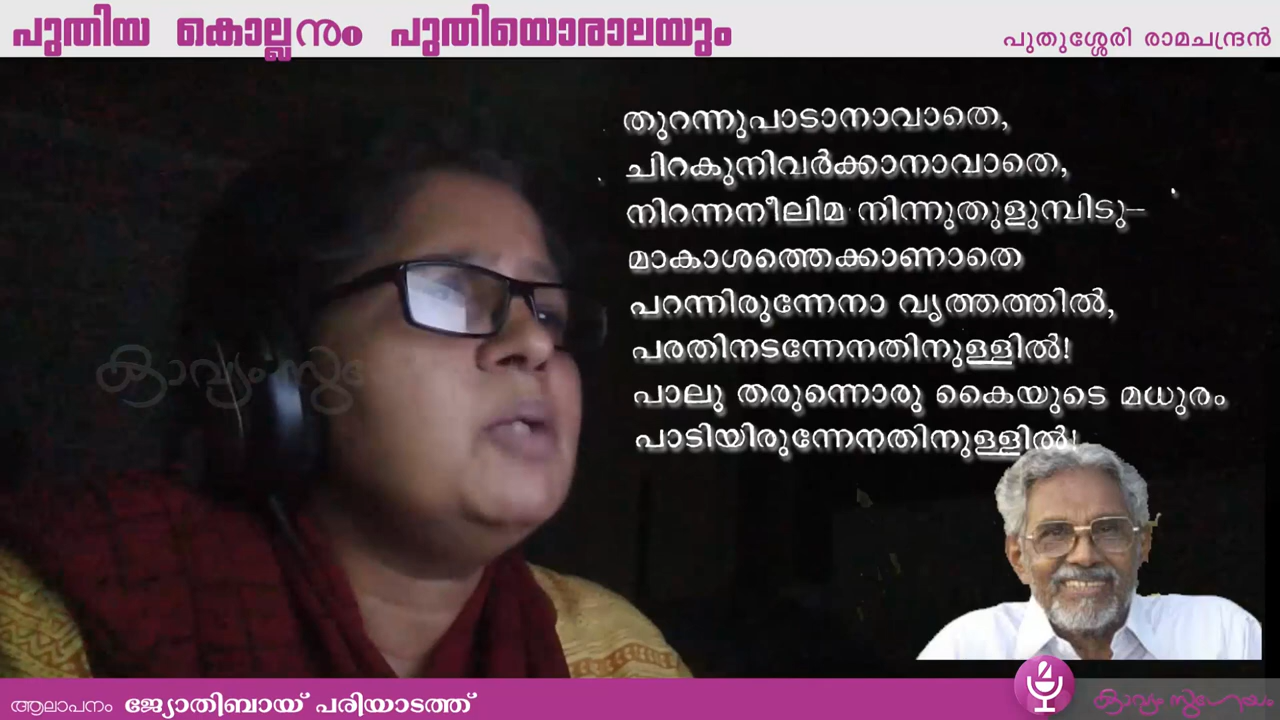 പുതിയ കൊല്ലനും പുതിയൊരാലയും
പുതുശ്ശേരി രാമചന്ദ്രൻ
തുറന്നുപാടാനാവാതെ,
ചിറകുനിവർക്കാനാവാതെ,
നിറന്നനീലിമ നിന്നുതുളുമ്പിടു–
മാകാശത്തെക്കാണാതെ
പറന്നിരുന്നേനാ വൃത്തത്തിൽ,
പരതിനടന്നേനതിനുള്ളിൽ!
പാലു തരുന്നൊരു കൈയുടെ മധുരം
പാടിയിരുന്നേനതിനുള്ളിൽ!
കാവ്യം സു
ആലാപനം ജ്യോതിബായ് പരിയാടത്ത്
കാവ്യം സുഗേയം